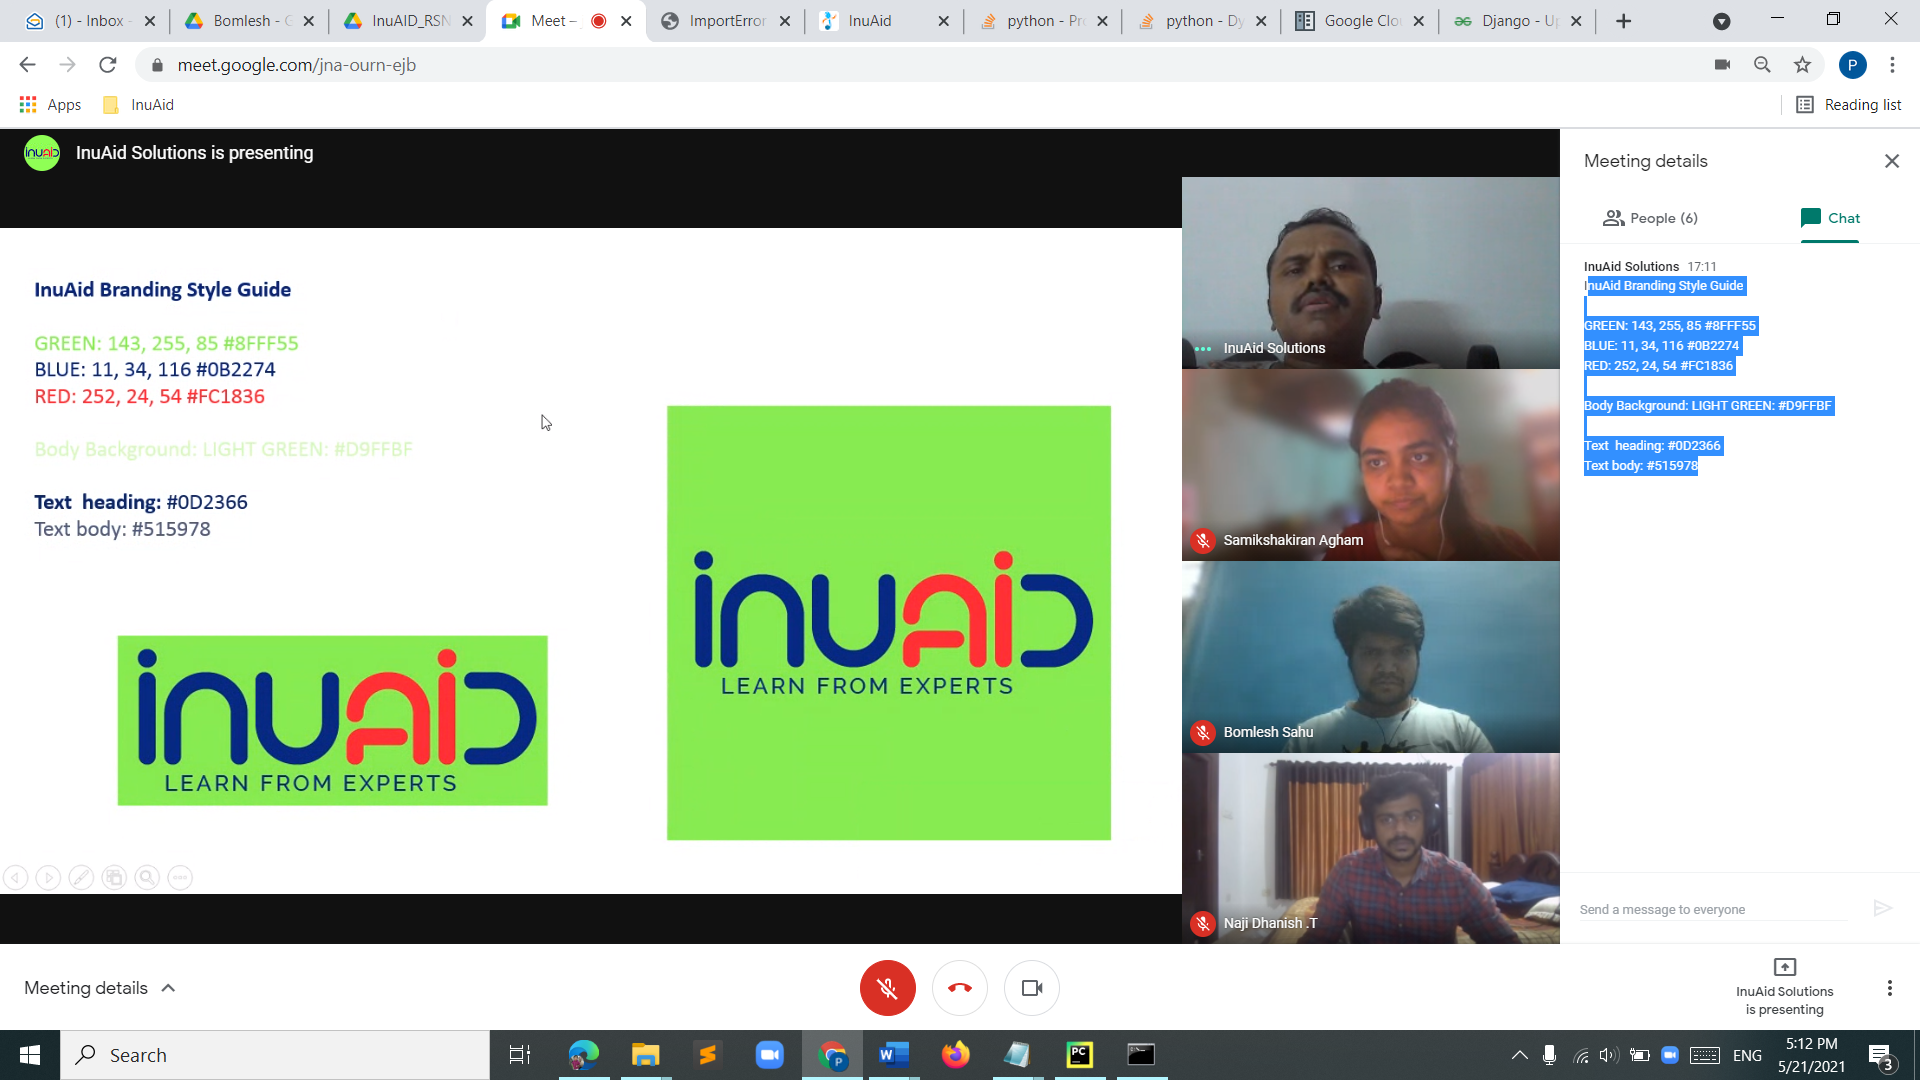 (1) - Inbox -
Bomlesh - G
InuAID_RSN
Meet –
ImportError
InuAid
python - Pro
python - Dy
Google Clou
Django - Up
meet.google.com/jna-ourn-ejb
P
Apps
InuAid
Reading list
inuAID
InuAid Solutions is presenting
InuAid Branding Style Guide
GREEN: 143, 255, 85 #8FFF55
BLUE: 11, 34, 116 #0B2274
RED: 252, 24, 54 #FC1836
Body Background: LIGHT GREEN: #D9FFBF
Text heading: #0D2366
Text body: #515978
inuAiD
LEARN FROM EXPERTS
inuAiD
LEARN FROM EXPERTS
InuAid Solutions
Samikshakiran Agham
Bomlesh Sahu
Naji Dhanish .T
Meeting details
People (6)
Chat
InuAid Solutions 17:11
InuAid Branding Style Guide
GREEN: 143, 255, 85 #8FFF55
BLUE: 11, 34, 116 #0B2274
RED: 252, 24, 54 #FC1836
Body Background: LIGHT GREEN: #D9FFBF
Text heading: #0D2366
Text body: #515978
Send a message to everyone
Meeting details
InuAid Solutions
is presenting
Search
P
W
PC
ENG
5:12 PM
5/21/2021
3